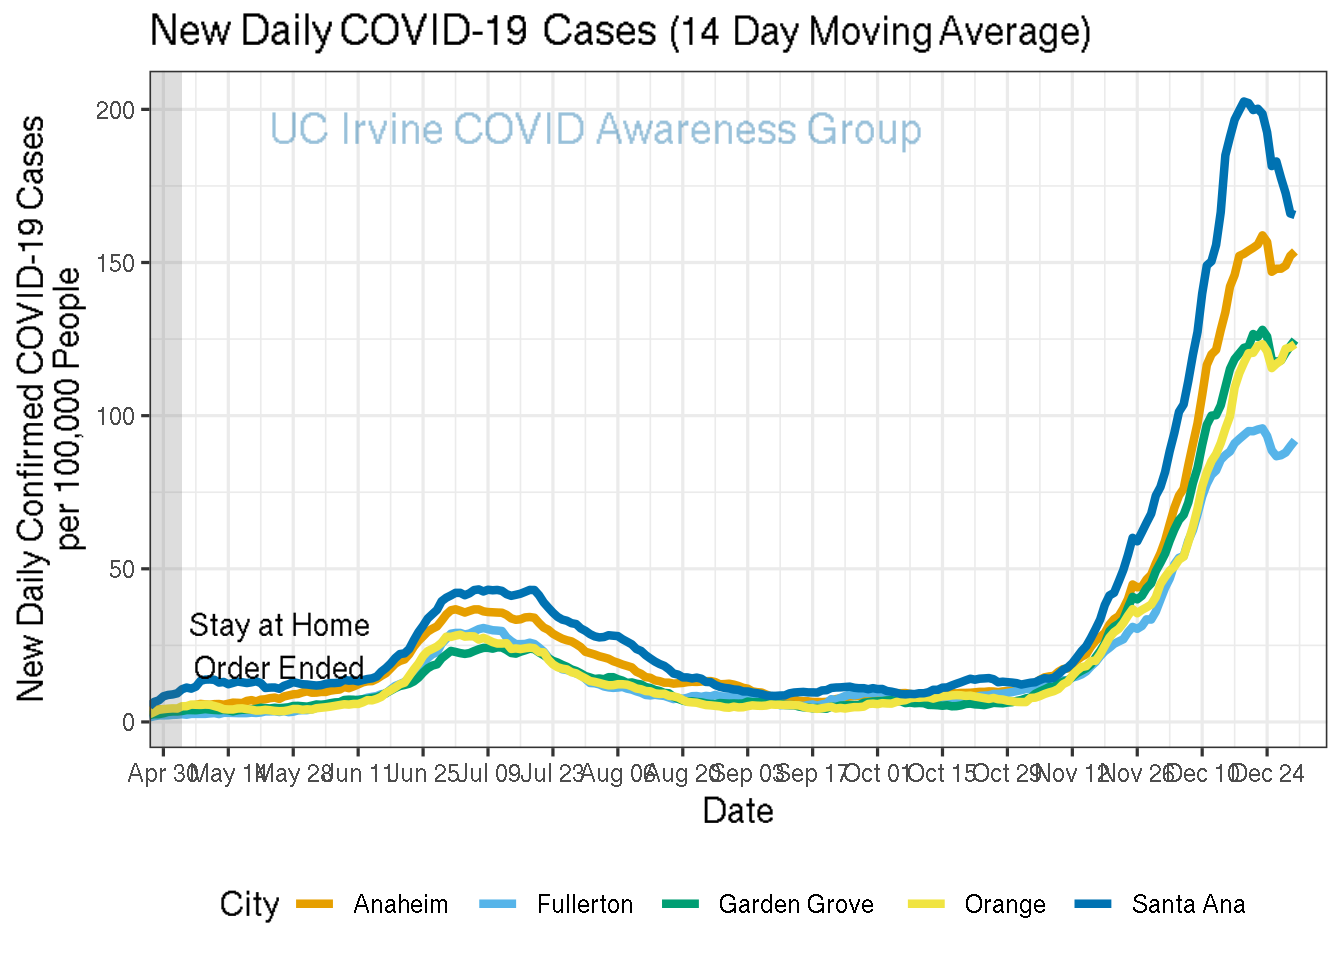 New Daily COVID-19 Cases (14 Day Moving Average)
UC Irvine COVID Awareness Group
New Daily Confirmed COVID-19 Cases
per 100,000 People
200
150
100
50
0
Stay at Home
Order Ended
Apr 30 May 14 May 28 Jun 11 Jun 25 Jul 09 Jul 23 Aug 06 Aug 20 Sep 03 Sep 17 Oct 01 Oct 15 Oct 29 Nov 12 Nov 26 Dec 10 Dec 24
Date
City Anaheim Fullerton Garden Grove Orange Santa Ana